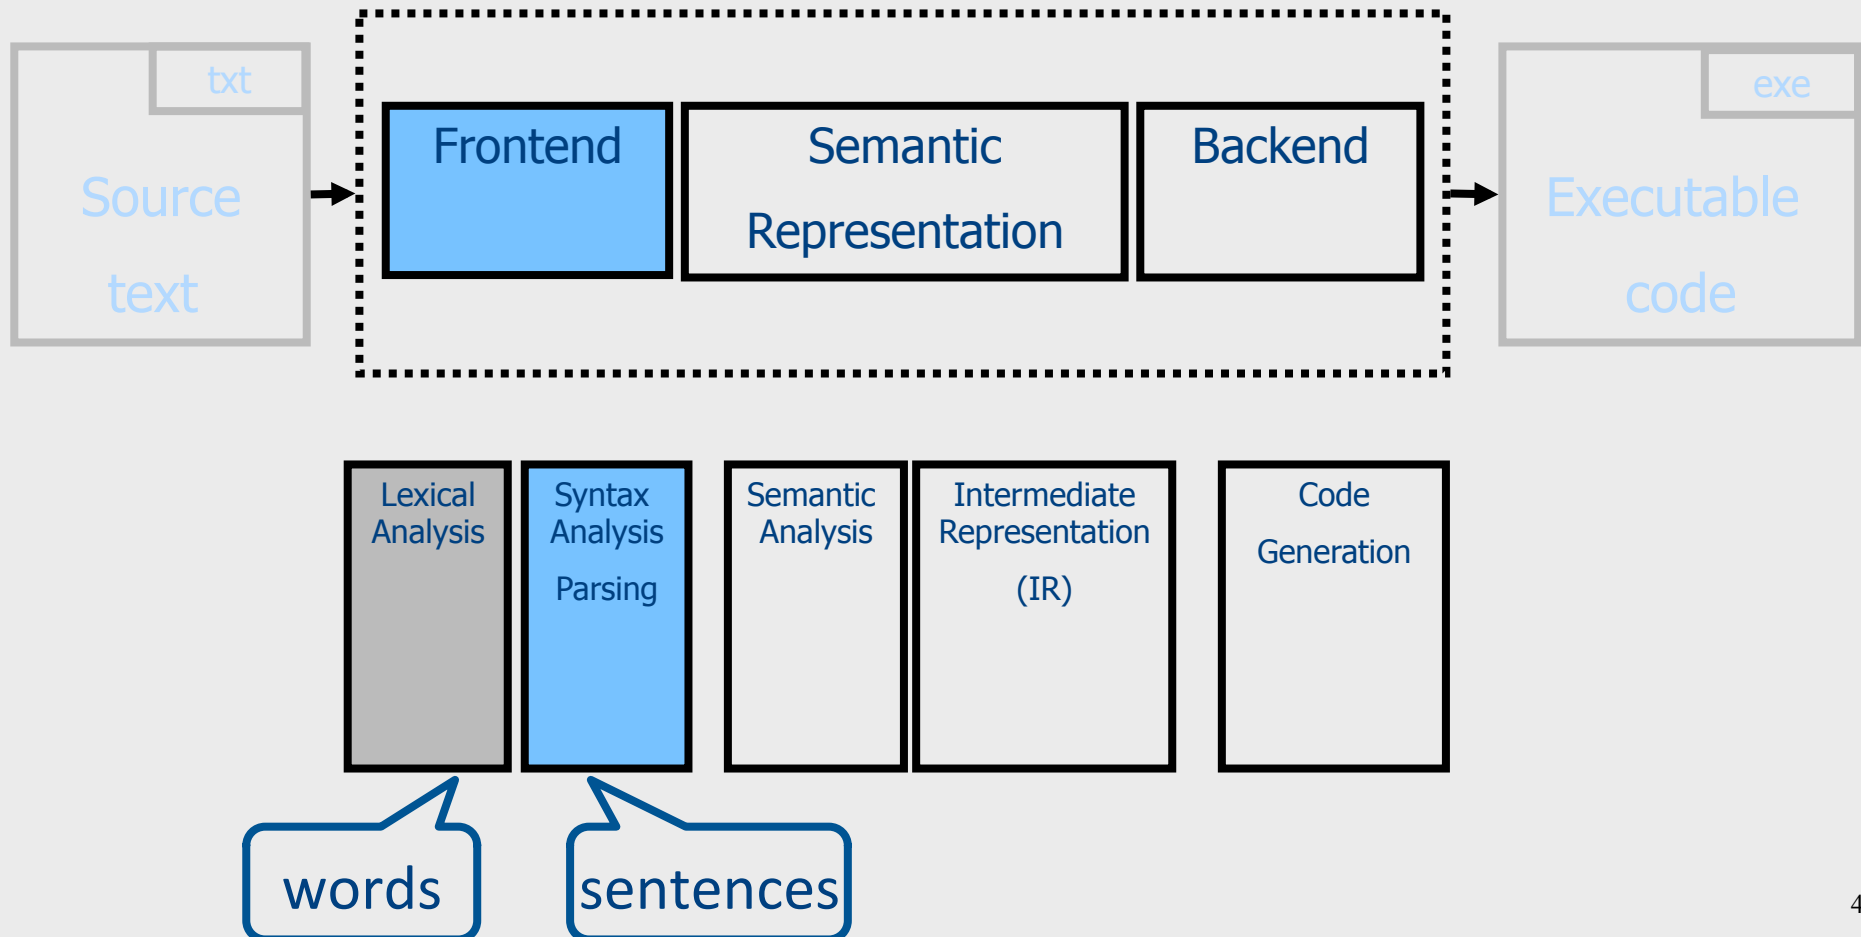 txt
Source
text
Frontend
Semantic
Representation
Backend
exe
Executable
code
Lexical
Analysis
Syntax
Analysis
Parsing
Semantic
Analysis
Intermediate
Representation
(IR)
Code
Generation
words
sentences
4